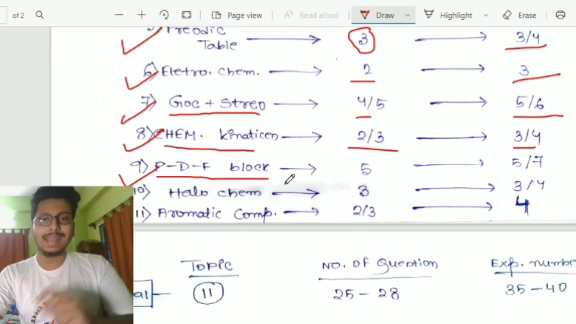 of 2 Page view Read aloud Draw Highlight Erase
Preodic Table 3 3/4
6) Eletro. Chem. 2 3
7) Goc + Streo 4/5 5/6
8) CHEM. kinaticen 2/3 3/4
9) P-D-F block 5 5/7
10) Halo chem 3 3/4
11) Aromatic Comp. 2/3 4
Topic NO. OF Question Exp. number
11 25-28 35-40